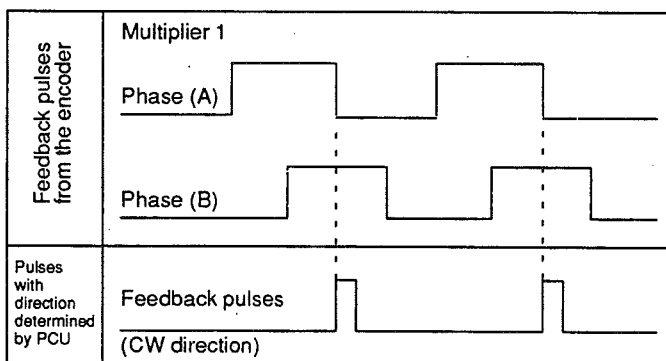 Feedback pulses
from the encoder
Multiplier 1
Phase (A)
Phase (B)
Pulses
with
direction
determined
by PCU
Feedback pulses
(CW direction)